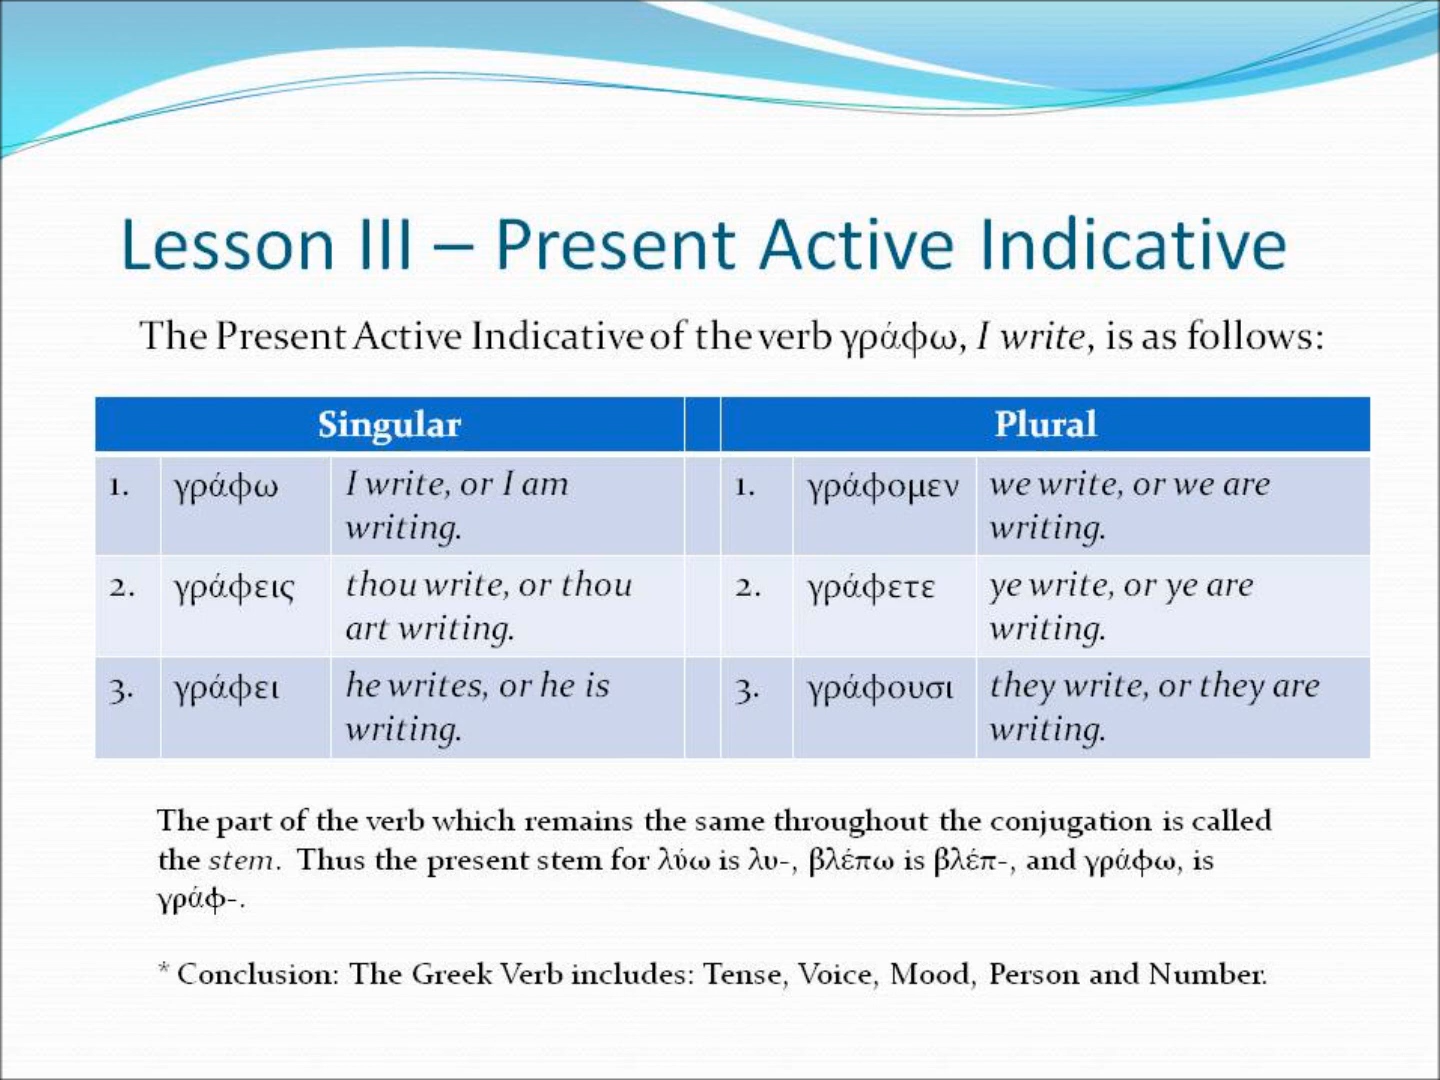 Lesson III – Present Active Indicative
The Present Active Indicative of the verb γράφω, I write, is as follows:
Singular Plural
1. γράφω I write, or I am writing. 1. γράφομεν we write, or we are writing.
2. γράφεις thou write, or thou art writing. 2. γράφετε ye write, or ye are writing.
3. γράφει he writes, or he is writing. 3. γράφουσι they write, or they are writing.
The part of the verb which remains the same throughout the conjugation is called
the stem. Thus the present stem for λύω is λυ-, βλέπω is βλέπ-, and γράφω, is
γράφ-.
* Conclusion: The Greek Verb includes: Tense, Voice, Mood, Person and Number.